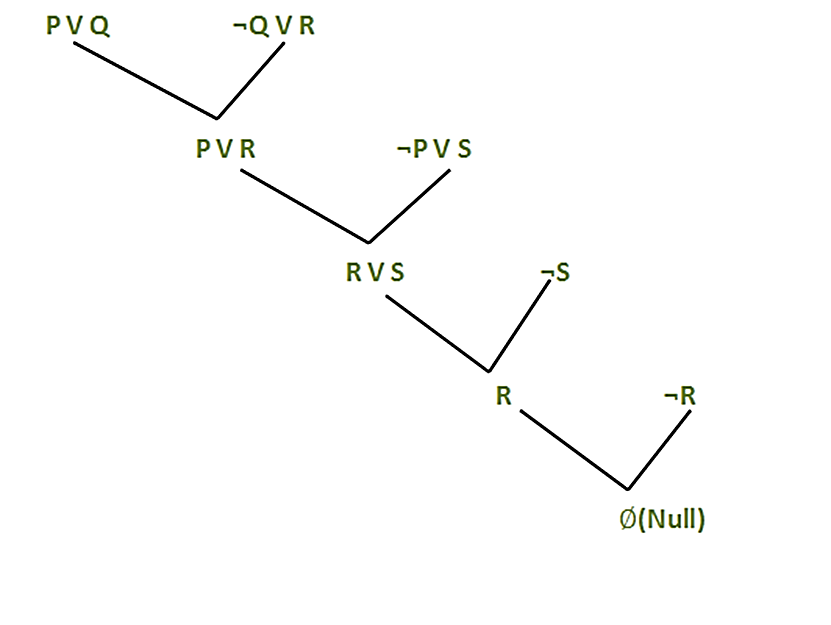 P V Q ¬Q V R
P V R ¬P V S
R V S ¬S
R ¬R
Ø(Null)